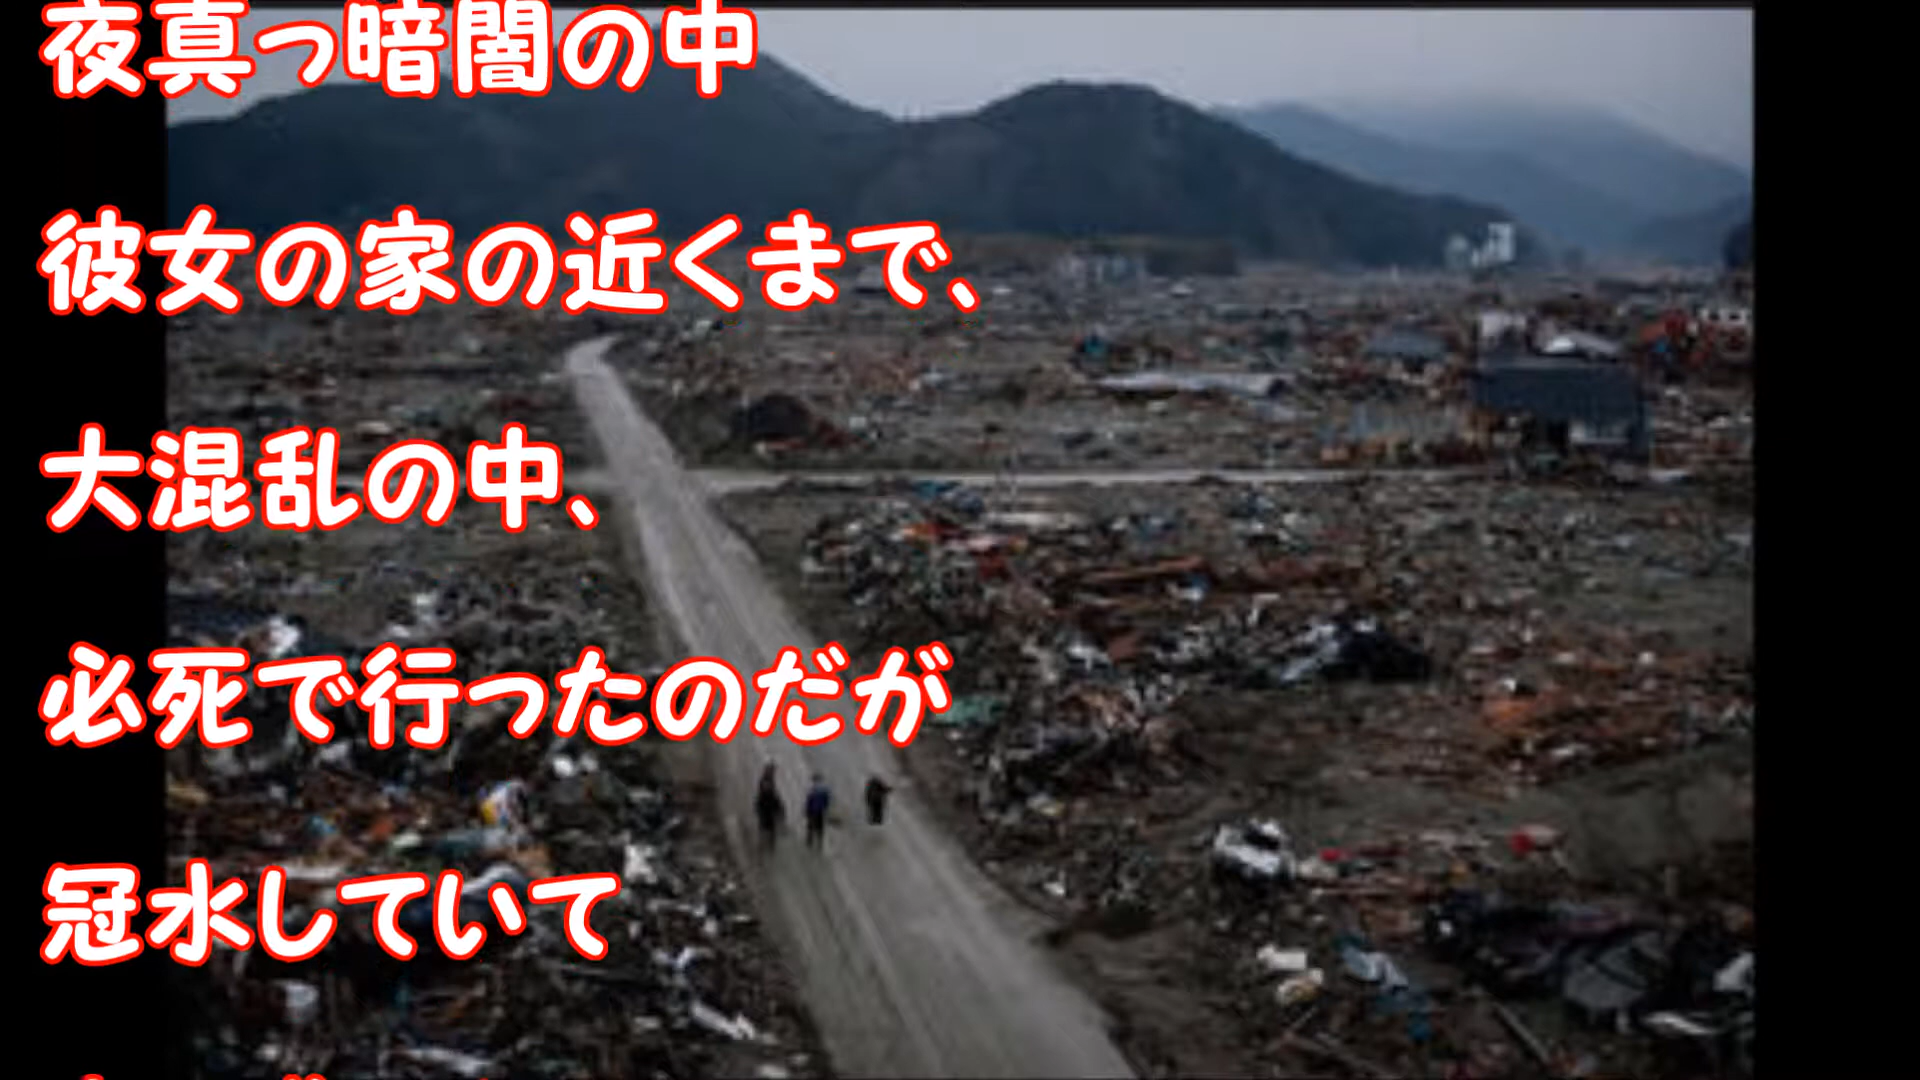 夜真っ暗闇の中
彼女の家の近くまで、
大混乱の中、
必死で行ったのだが
冠水していて